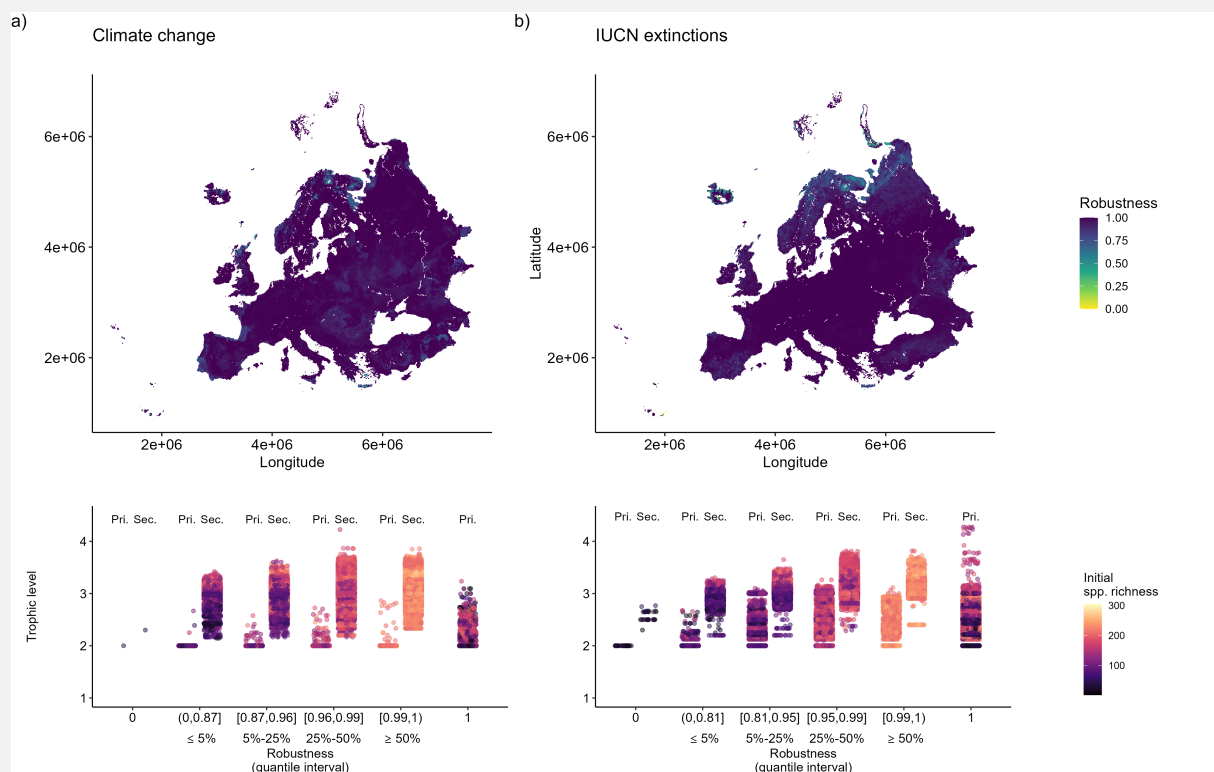 a)
Climate change
6e+06
4e+06
2e+06
2e+06 4e+06 6e+06
Longitude
b)
IUCN extinctions
Latitude
6e+06
4e+06
2e+06
2e+06 4e+06 6e+06
Longitude
Robustness
1.00
0.75
0.50
0.25
0.00
Trophic level
4
3
2
1
Pri. Sec. Pri. Sec. Pri. Sec. Pri. Sec. Pri. Sec. Pri.
0 (0,0.87] [0.87,0.96] [0.96,0.99] [0.99,1) 1
≤ 5% 5%-25% 25%-50% ≥ 50%
Robustness
(quantile interval)
4
3
2
1
Pri. Sec. Pri. Sec. Pri. Sec. Pri. Sec. Pri. Sec. Pri.
0 (0,0.81] [0.81,0.95] [0.95,0.99] [0.99,1) 1
≤ 5% 5%-25% 25%-50% ≥ 50%
Robustness
(quantile interval)
Initial
spp. richness
300
200
100